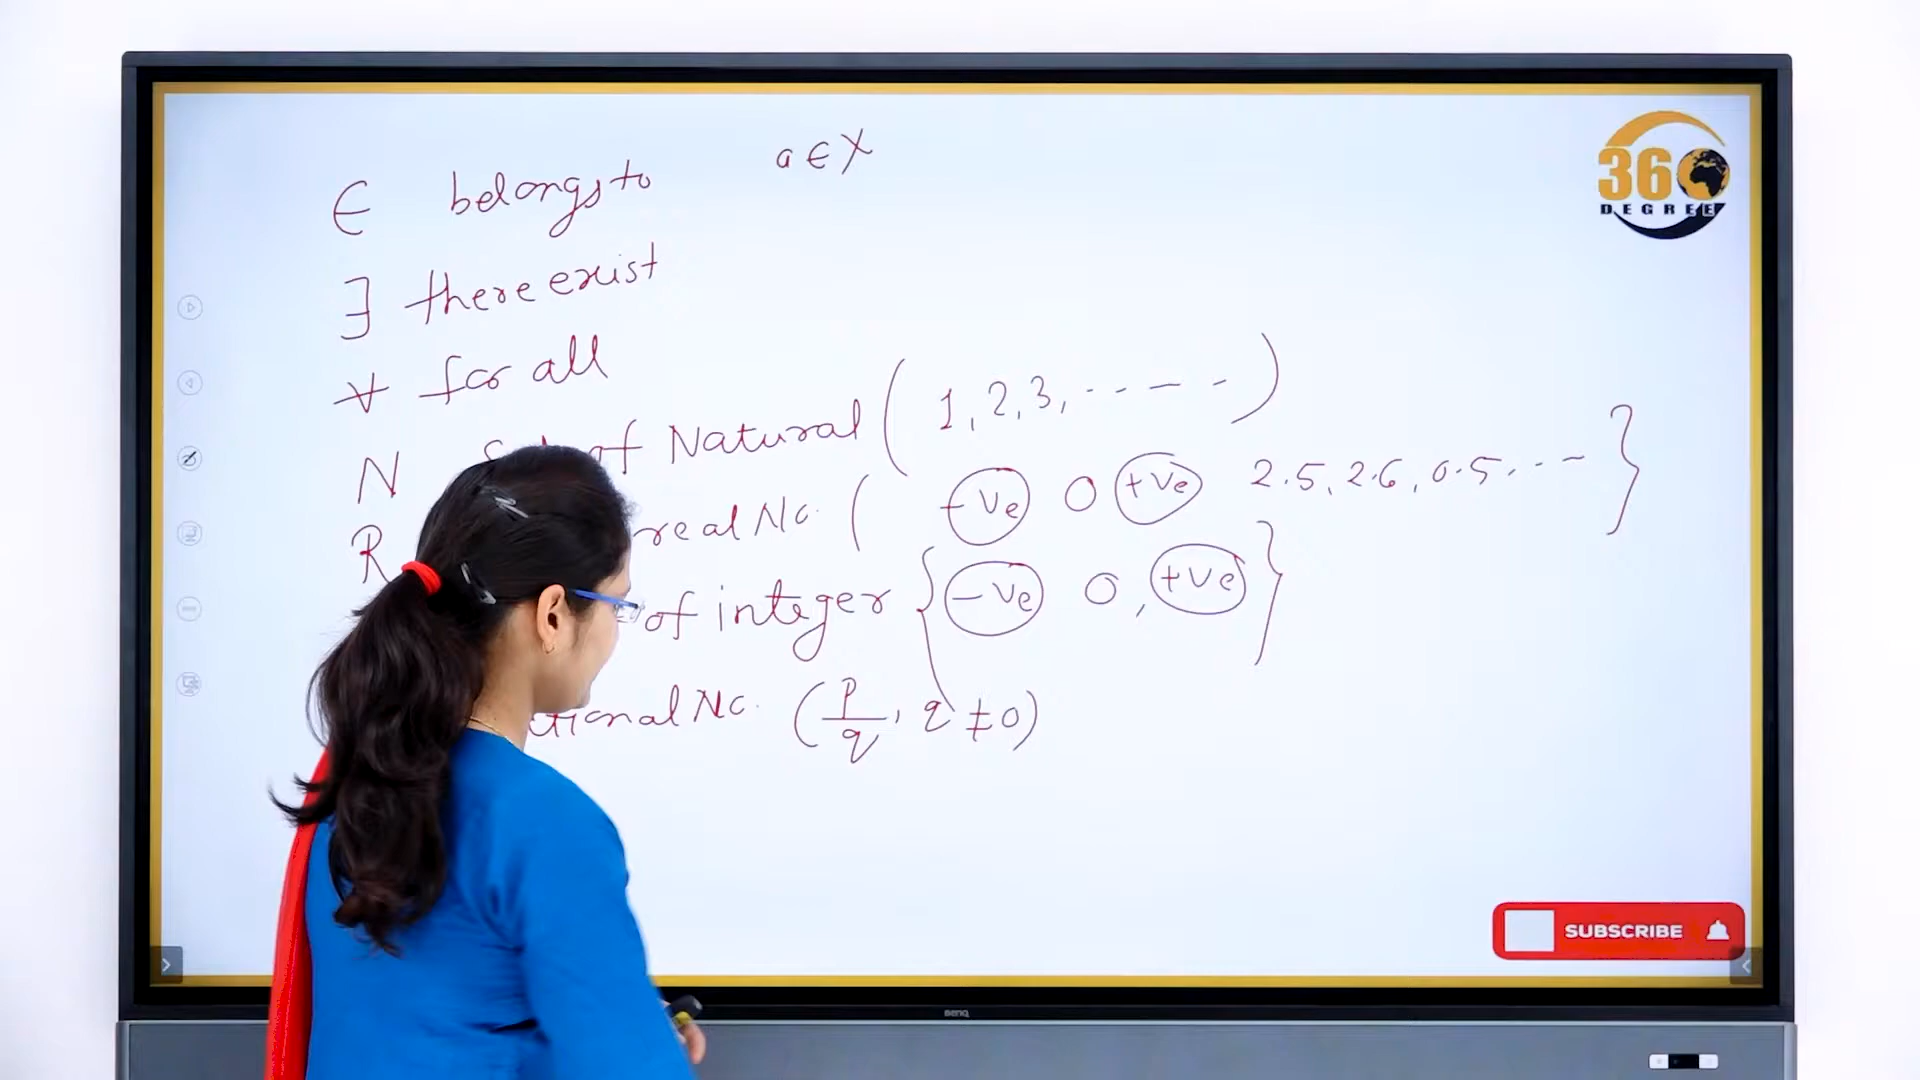 ∈ belongs to a ∈ X
∃ there exist
∀ for all
N of Natural (1, 2, 3, ----)
R real No. ( -ve 0 +ve 2.5, 2.6, 0.5, .-- }
of integer { -ve 0, +ve }
tional No. (p/q, q ≠ 0)
360
DEGREE
SUBSCRIBE
BenQ